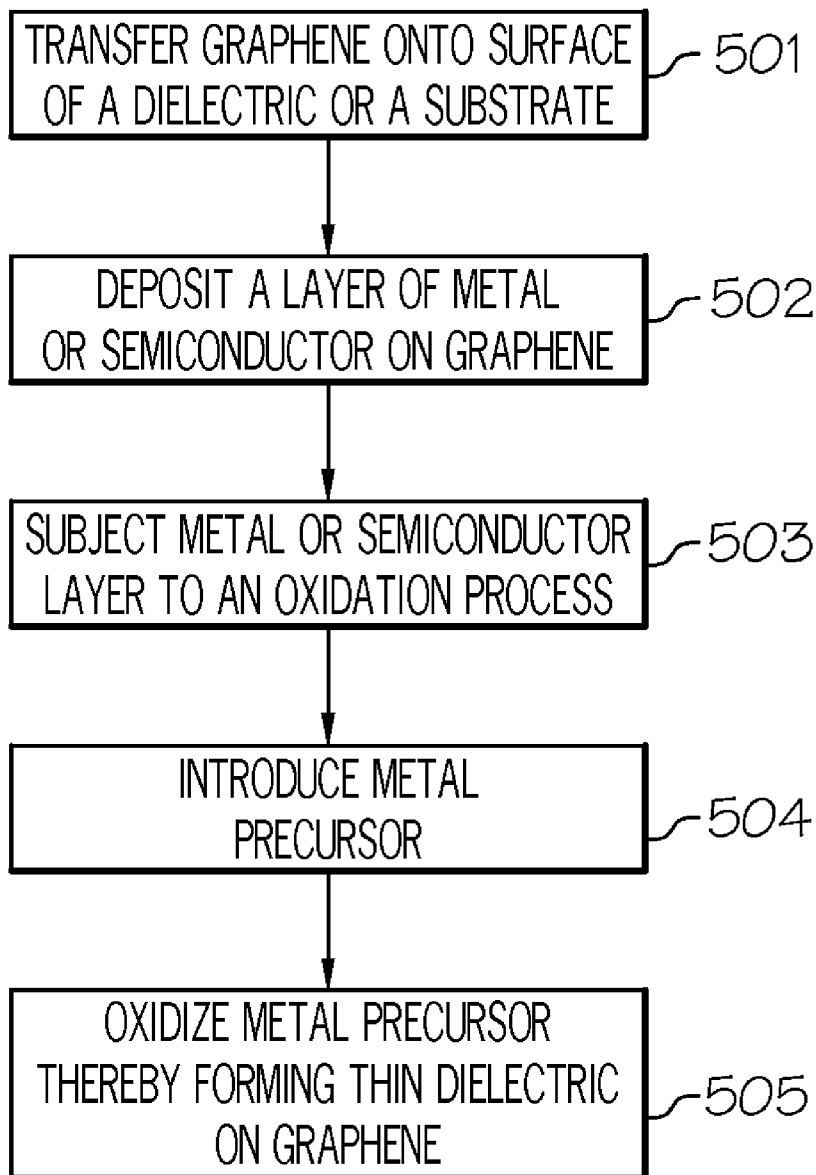 TRANSFER GRAPHENE ONTO SURFACE
OF A DIELECTRIC OR A SUBSTRATE
501
DEPOSIT A LAYER OF METAL
OR SEMICONDUCTOR ON GRAPHENE
502
SUBJECT METAL OR SEMICONDUCTOR
LAYER TO AN OXIDATION PROCESS
503
INTRODUCE METAL
PRECURSOR
504
OXIDIZE METAL PRECURSOR
THEREBY FORMING THIN DIELECTRIC
ON GRAPHENE
505